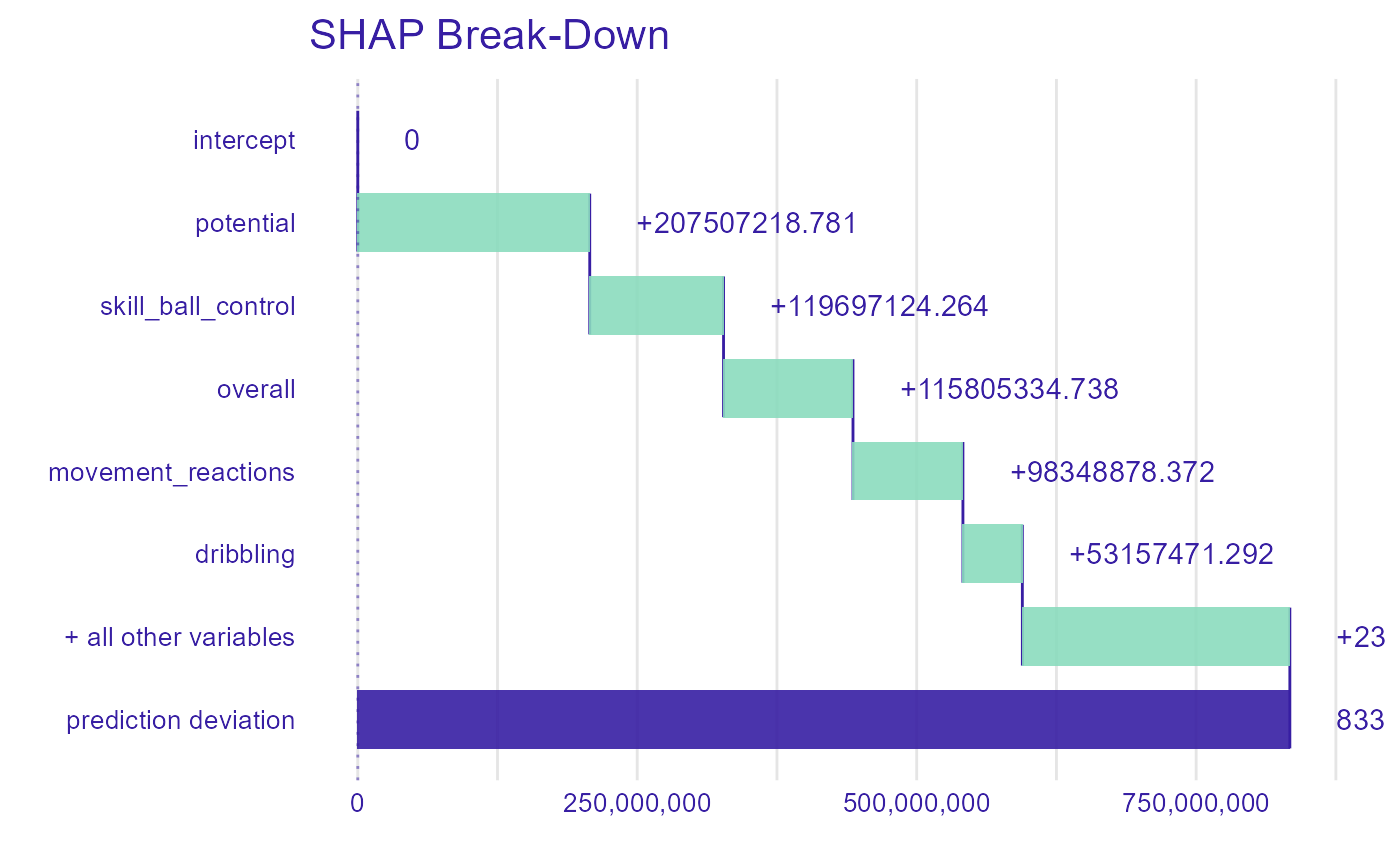 SHAP Break-Down
intercept 0
potential +207507218.781
skill_ball_control +119697124.264
overall +115805334.738
movement_reactions +98348878.372
dribbling +53157471.292
+ all other variables +23
prediction deviation 833
0 250,000,000 500,000,000 750,000,000